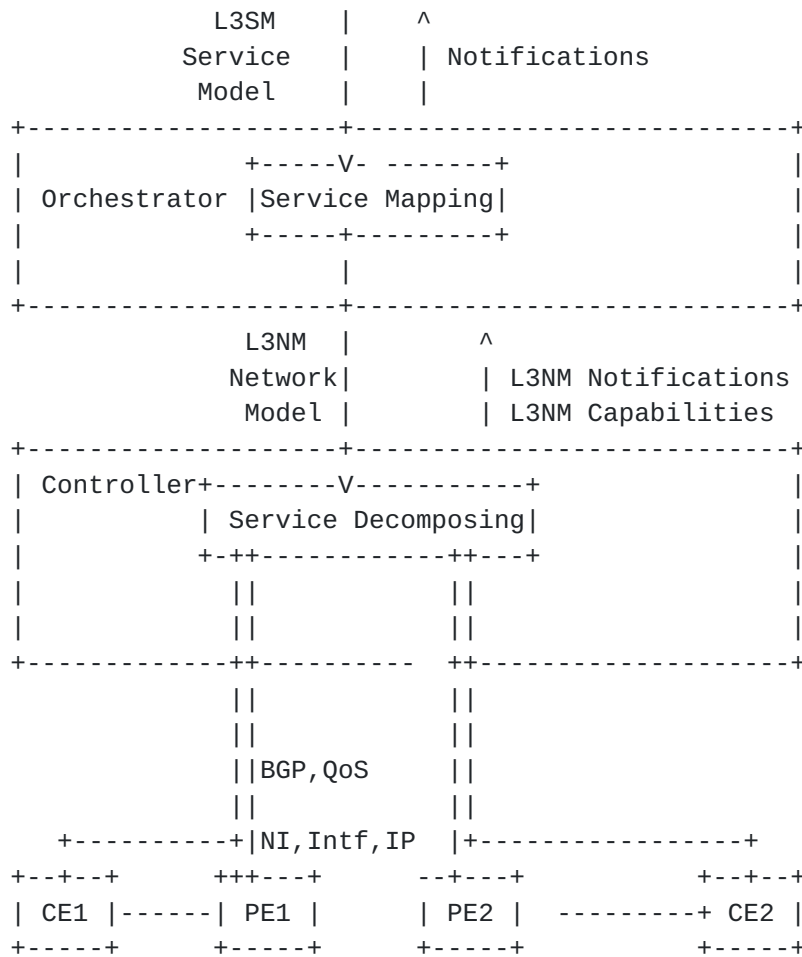 L3SM | ^
Service | | Notifications
Model | |
+--------------------+----------------------------+
| +-----V- -------+ |
| Orchestrator |Service Mapping| |
| +-----+---------+ |
| | |
+--------------------+----------------------------+
L3NM | ^
Network| | L3NM Notifications
Model | | L3NM Capabilities
+--------------------+----------------------------+
| Controller+--------V-----------+ |
| | Service Decomposing| |
| +-++------------++---+ |
| || || |
| || || |
+-------------++---------- ++--------------------+
|| ||
|| ||
||BGP,QoS ||
|| ||
+----------+|NI,Intf,IP |+-----------------+
+--+--+ +++---+ --+---+ +--+--+
| CE1 |------| PE1 | | PE2 | ---------+ CE2 |
+-----+ +-----+ +-----+ +-----+